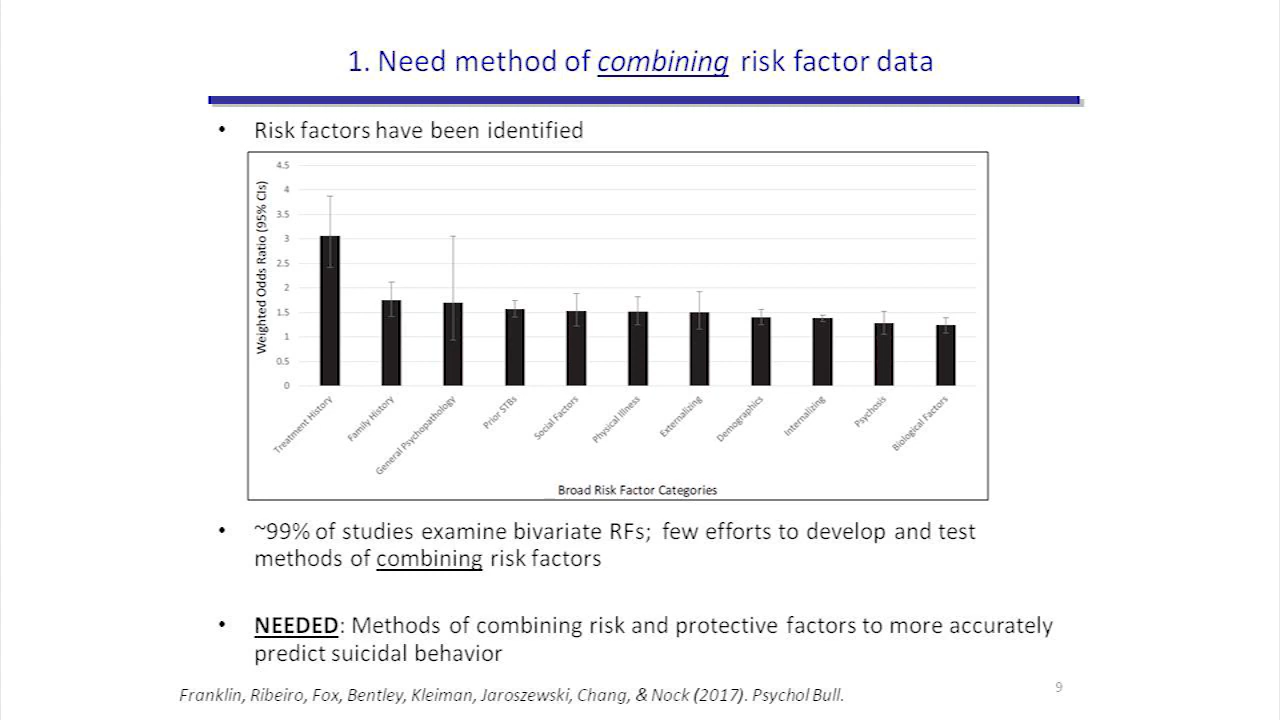 1. Need method of combining risk factor data
• Risk factors have been identified
Weighted Odds Ratio (95% CIs)
4.5
4
3.5
3
2.5
2
1.5
1
0.5
0
Treatment History
Family History
General Psychopathology
Prior STBs
Social Factors
Physical Illness
Externalizing
Demographics
Internalizing
Psychosis
Biological Factors
Broad Risk Factor Categories
• ~99% of studies examine bivariate RFs; few efforts to develop and test
methods of combining risk factors
• NEEDED: Methods of combining risk and protective factors to more accurately
predict suicidal behavior
Franklin, Ribeiro, Fox, Bentley, Kleiman, Jaroszewski, Chang, & Nock (2017). Psychol Bull.
9